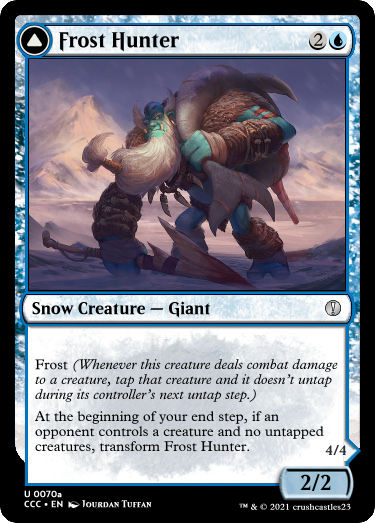 Frost Hunter 2
Snow Creature — Giant
Frost (Whenever this creature deals combat damage
to a creature, tap that creature and it doesn't untap
during its controller's next untap step.)
At the beginning of your end step, if an
opponent controls a creature and no untapped
creatures, transform Frost Hunter.
4/4
2/2
U 0070a
CCC • EN Jourdan Tuffan
™ & © 2021 crushcastles23